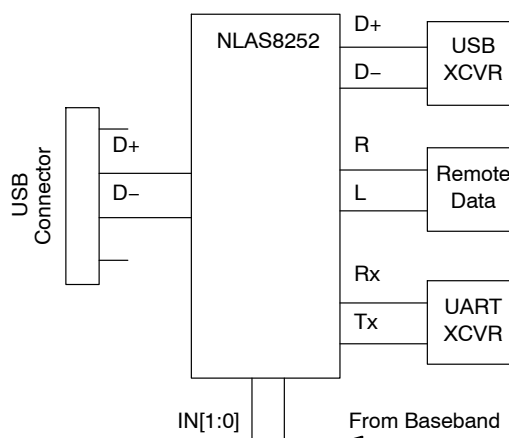 NLAS8252
D+
D−
USB
XCVR
USB
Connector
D+
D−
R
L
Remote
Data
Rx
Tx
UART
XCVR
IN[1:0]
From Baseband